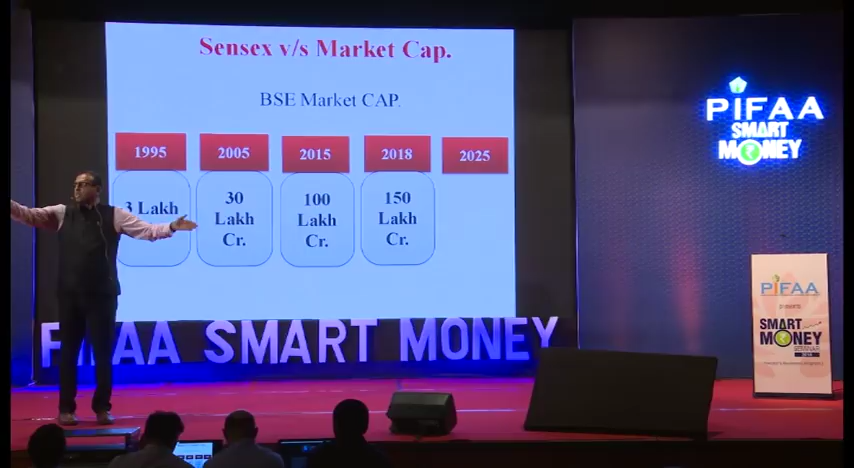 Sensex v/s Market Cap.
BSE Market CAP.
1995 2005 2015 2018 2025
3 Lakh
30
Lakh
Cr.
100
Lakh
Cr.
150
Lakh
Cr.
PIFAA
SMART
MONEY
PIFAA
SMART
MONEY
SEMINAR
PIFAA SMART MONEY